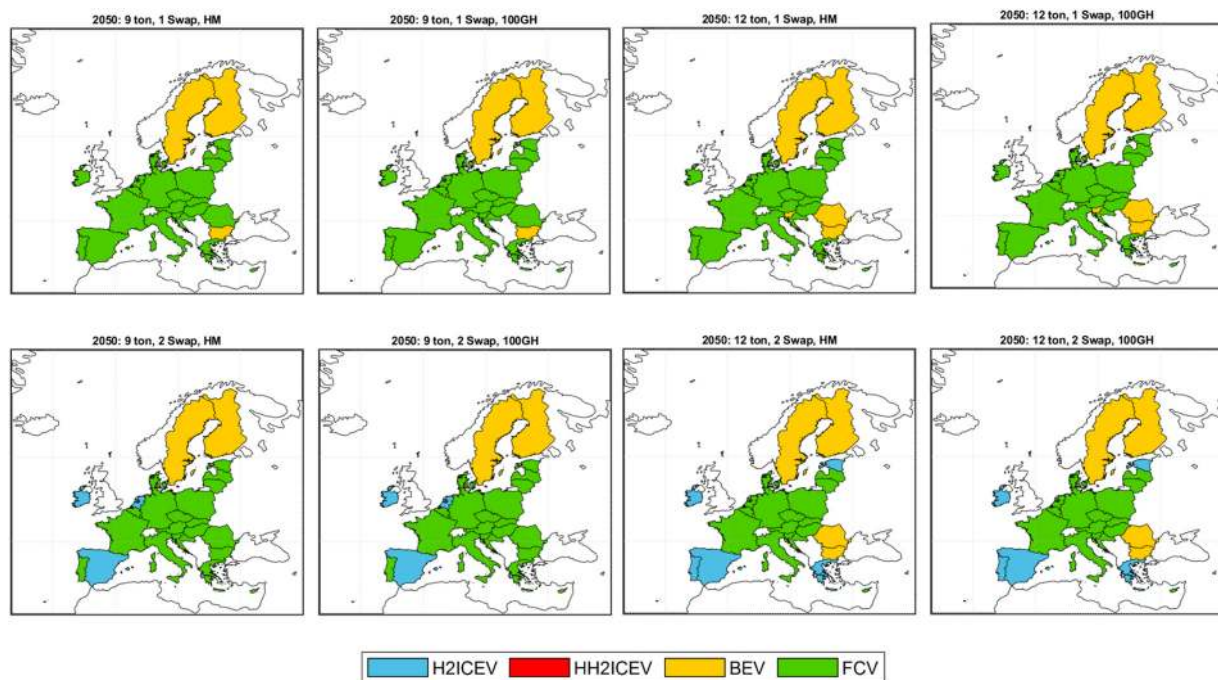 2050: 9 ton, 1 Swap, HM
2050: 9 ton, 1 Swap, 100GH
2050: 12 ton, 1 Swap, HM
2050: 12 ton, 1 Swap, 100GH
2050: 9 ton, 2 Swap, HM
2050: 9 ton, 2 Swap, 100GH
2050: 12 ton, 2 Swap, HM
2050: 12 ton, 2 Swap, 100GH
H2ICEV HH2ICEV BEV FCV